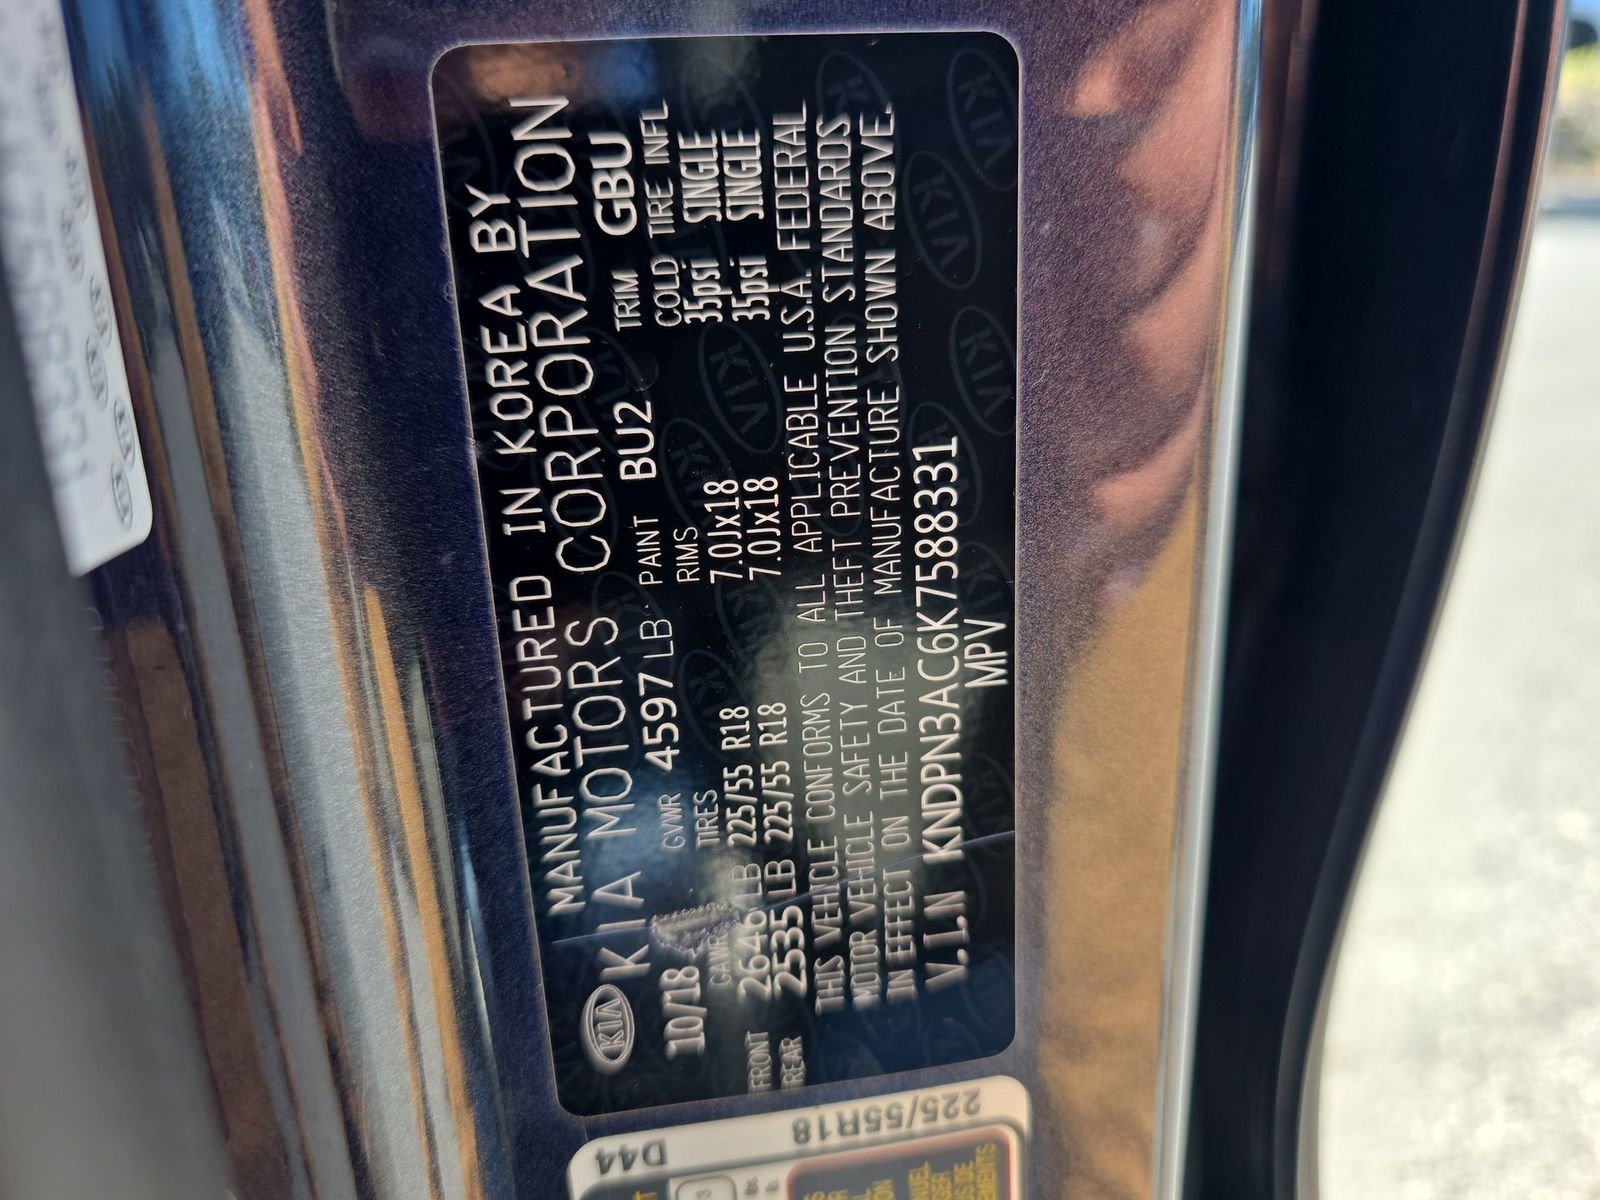 MANUFACTURED IN KOREA BY
KIA KIA MOTORS CORPORATION
10/18 GVWR 4597 LB PAINT BU2 TRIM GBU
GAWR TIRES RIMS COLD TIRE INFL
FRONT 2646 LB 225/55 R18 7.0Jx18 35psi SINGLE
REAR 2535 LB 225/55 R18 7.0Jx18 35psi SINGLE
THIS VEHICLE CONFORMS TO ALL APPLICABLE U.S.A. FEDERAL
MOTOR VEHICLE SAFETY AND THEFT PREVENTION STANDARDS
IN EFFECT ON THE DATE OF MANUFACTURE SHOWN ABOVE.
V.I.N KNDPN3AC6K7588331
MPV
D44
225/55R18